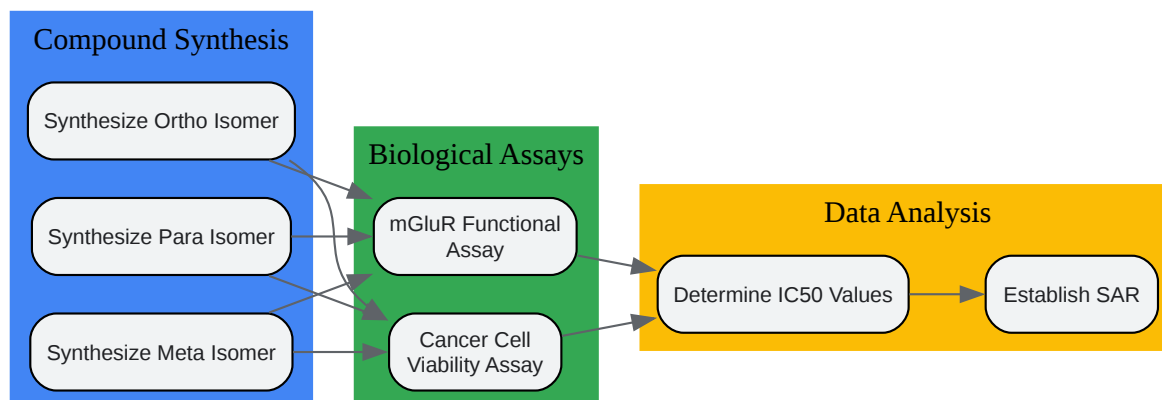 Compound Synthesis
Synthesize Ortho Isomer
Synthesize Para Isomer
Synthesize Meta Isomer
Biological Assays
mGluR Functional
Assay
Cancer Cell
Viability Assay
Data Analysis
Determine IC50 Values
Establish SAR